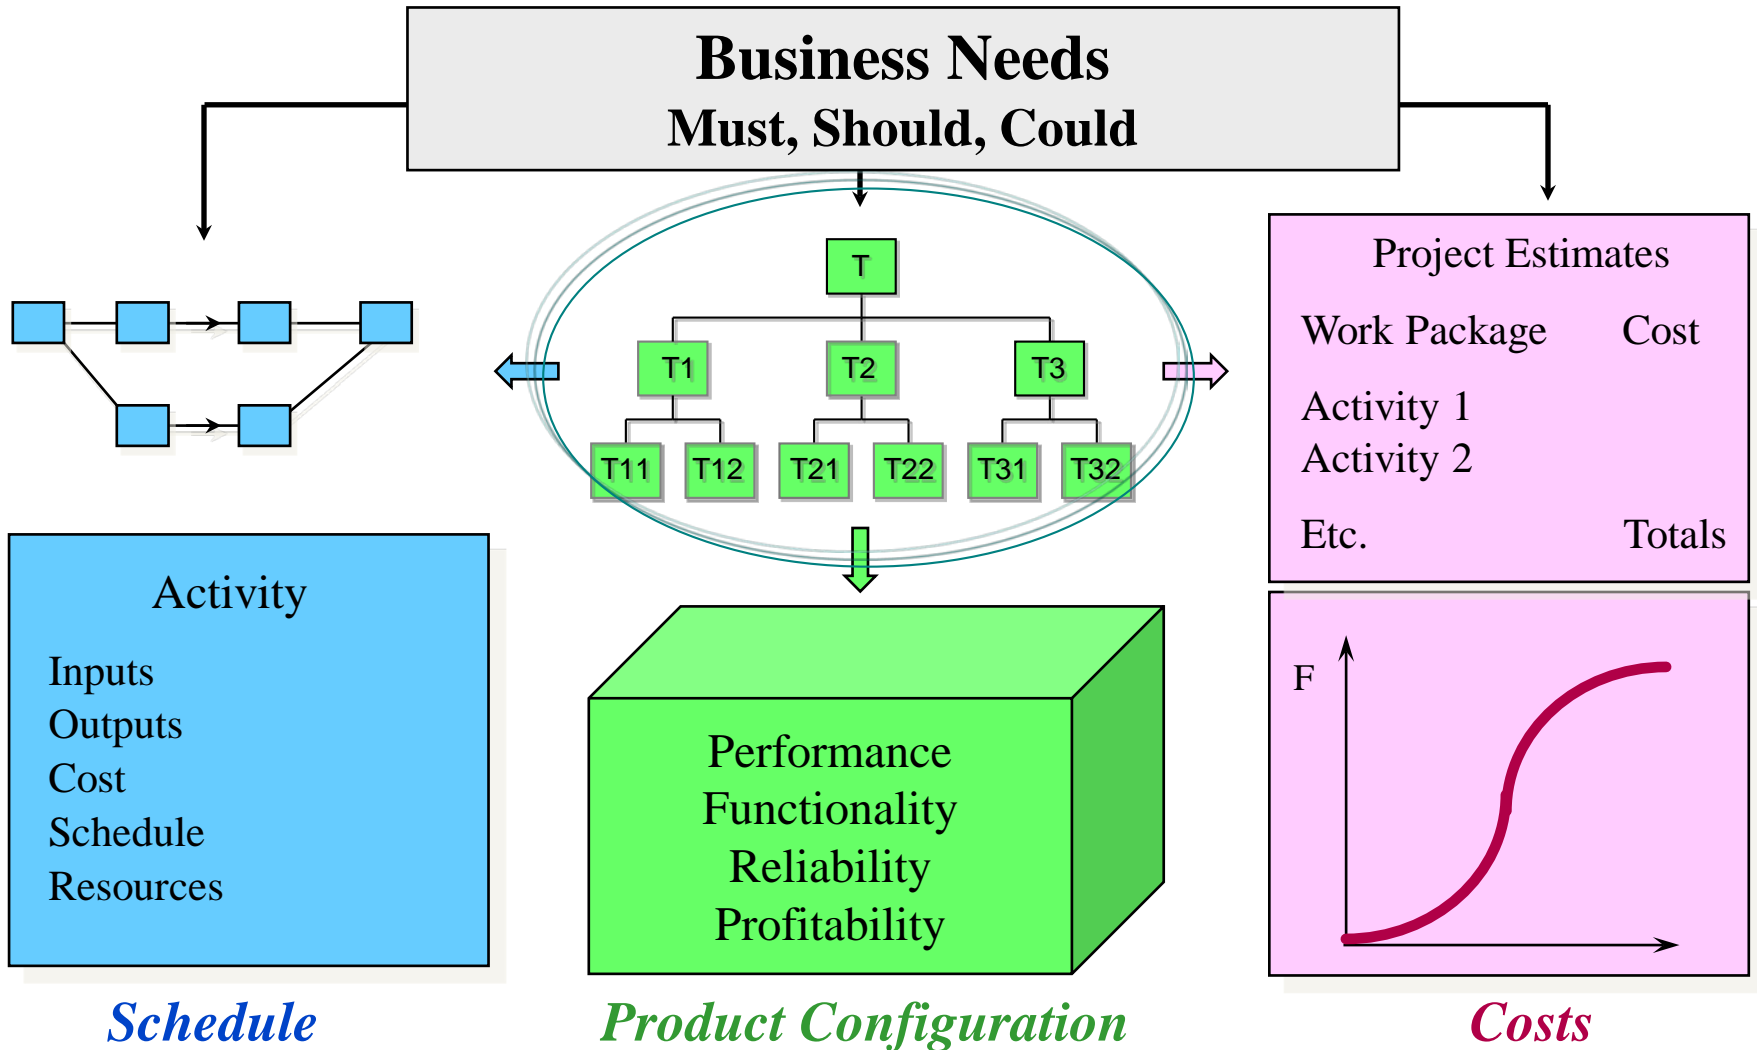 Business Needs
Must, Should, Could
T
T1 T2 T3
T11 T12 T21 T22 T31 T32
Project Estimates
Work Package Cost
Activity 1
Activity 2
Etc. Totals
Activity
Inputs
Outputs
Cost
Schedule
Resources
Performance
Functionality
Reliability
Profitability
F
Schedule Product Configuration Costs